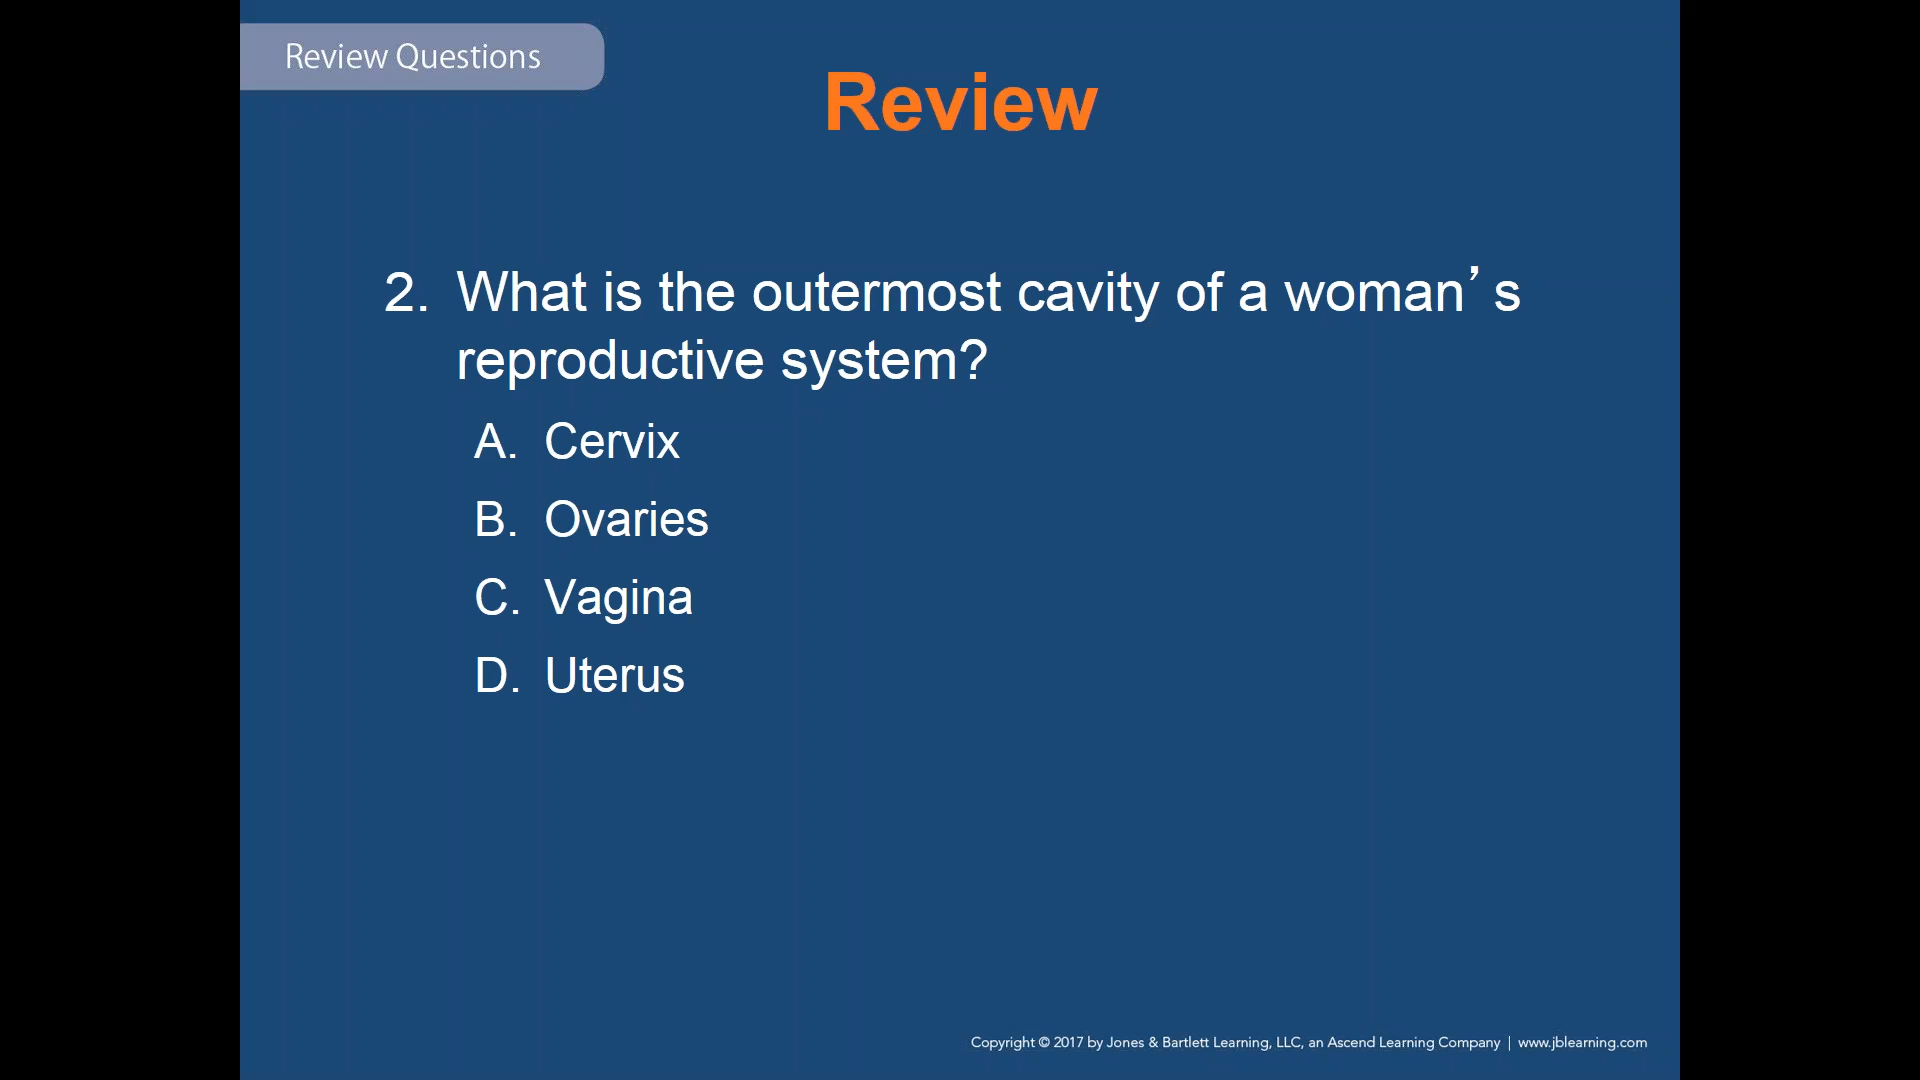 Review Questions
Review
2. What is the outermost cavity of a woman’s
reproductive system?
A. Cervix
B. Ovaries
C. Vagina
D. Uterus
Copyright © 2017 by Jones & Bartlett Learning, LLC, an Ascend Learning Company | www.jblearning.com